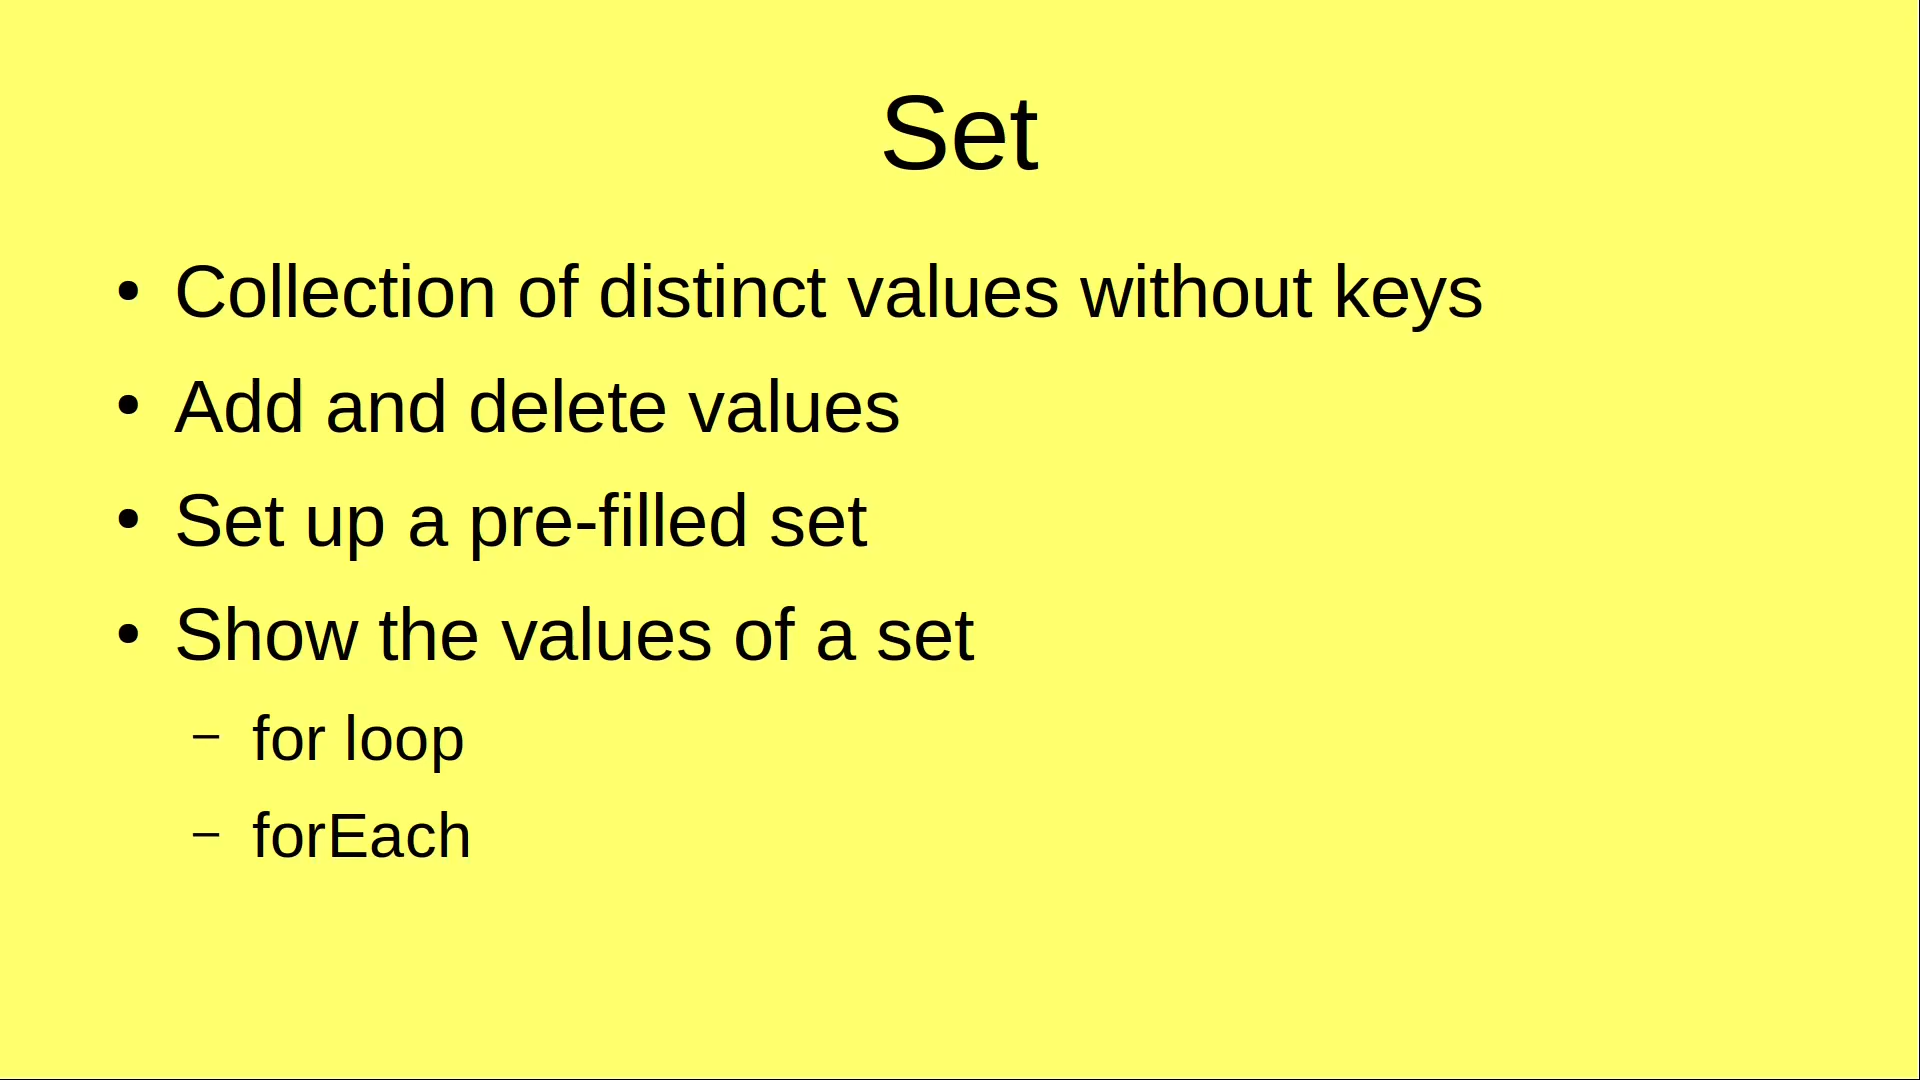 Set
• Collection of distinct values without keys
• Add and delete values
• Set up a pre-filled set
• Show the values of a set
– for loop
– forEach